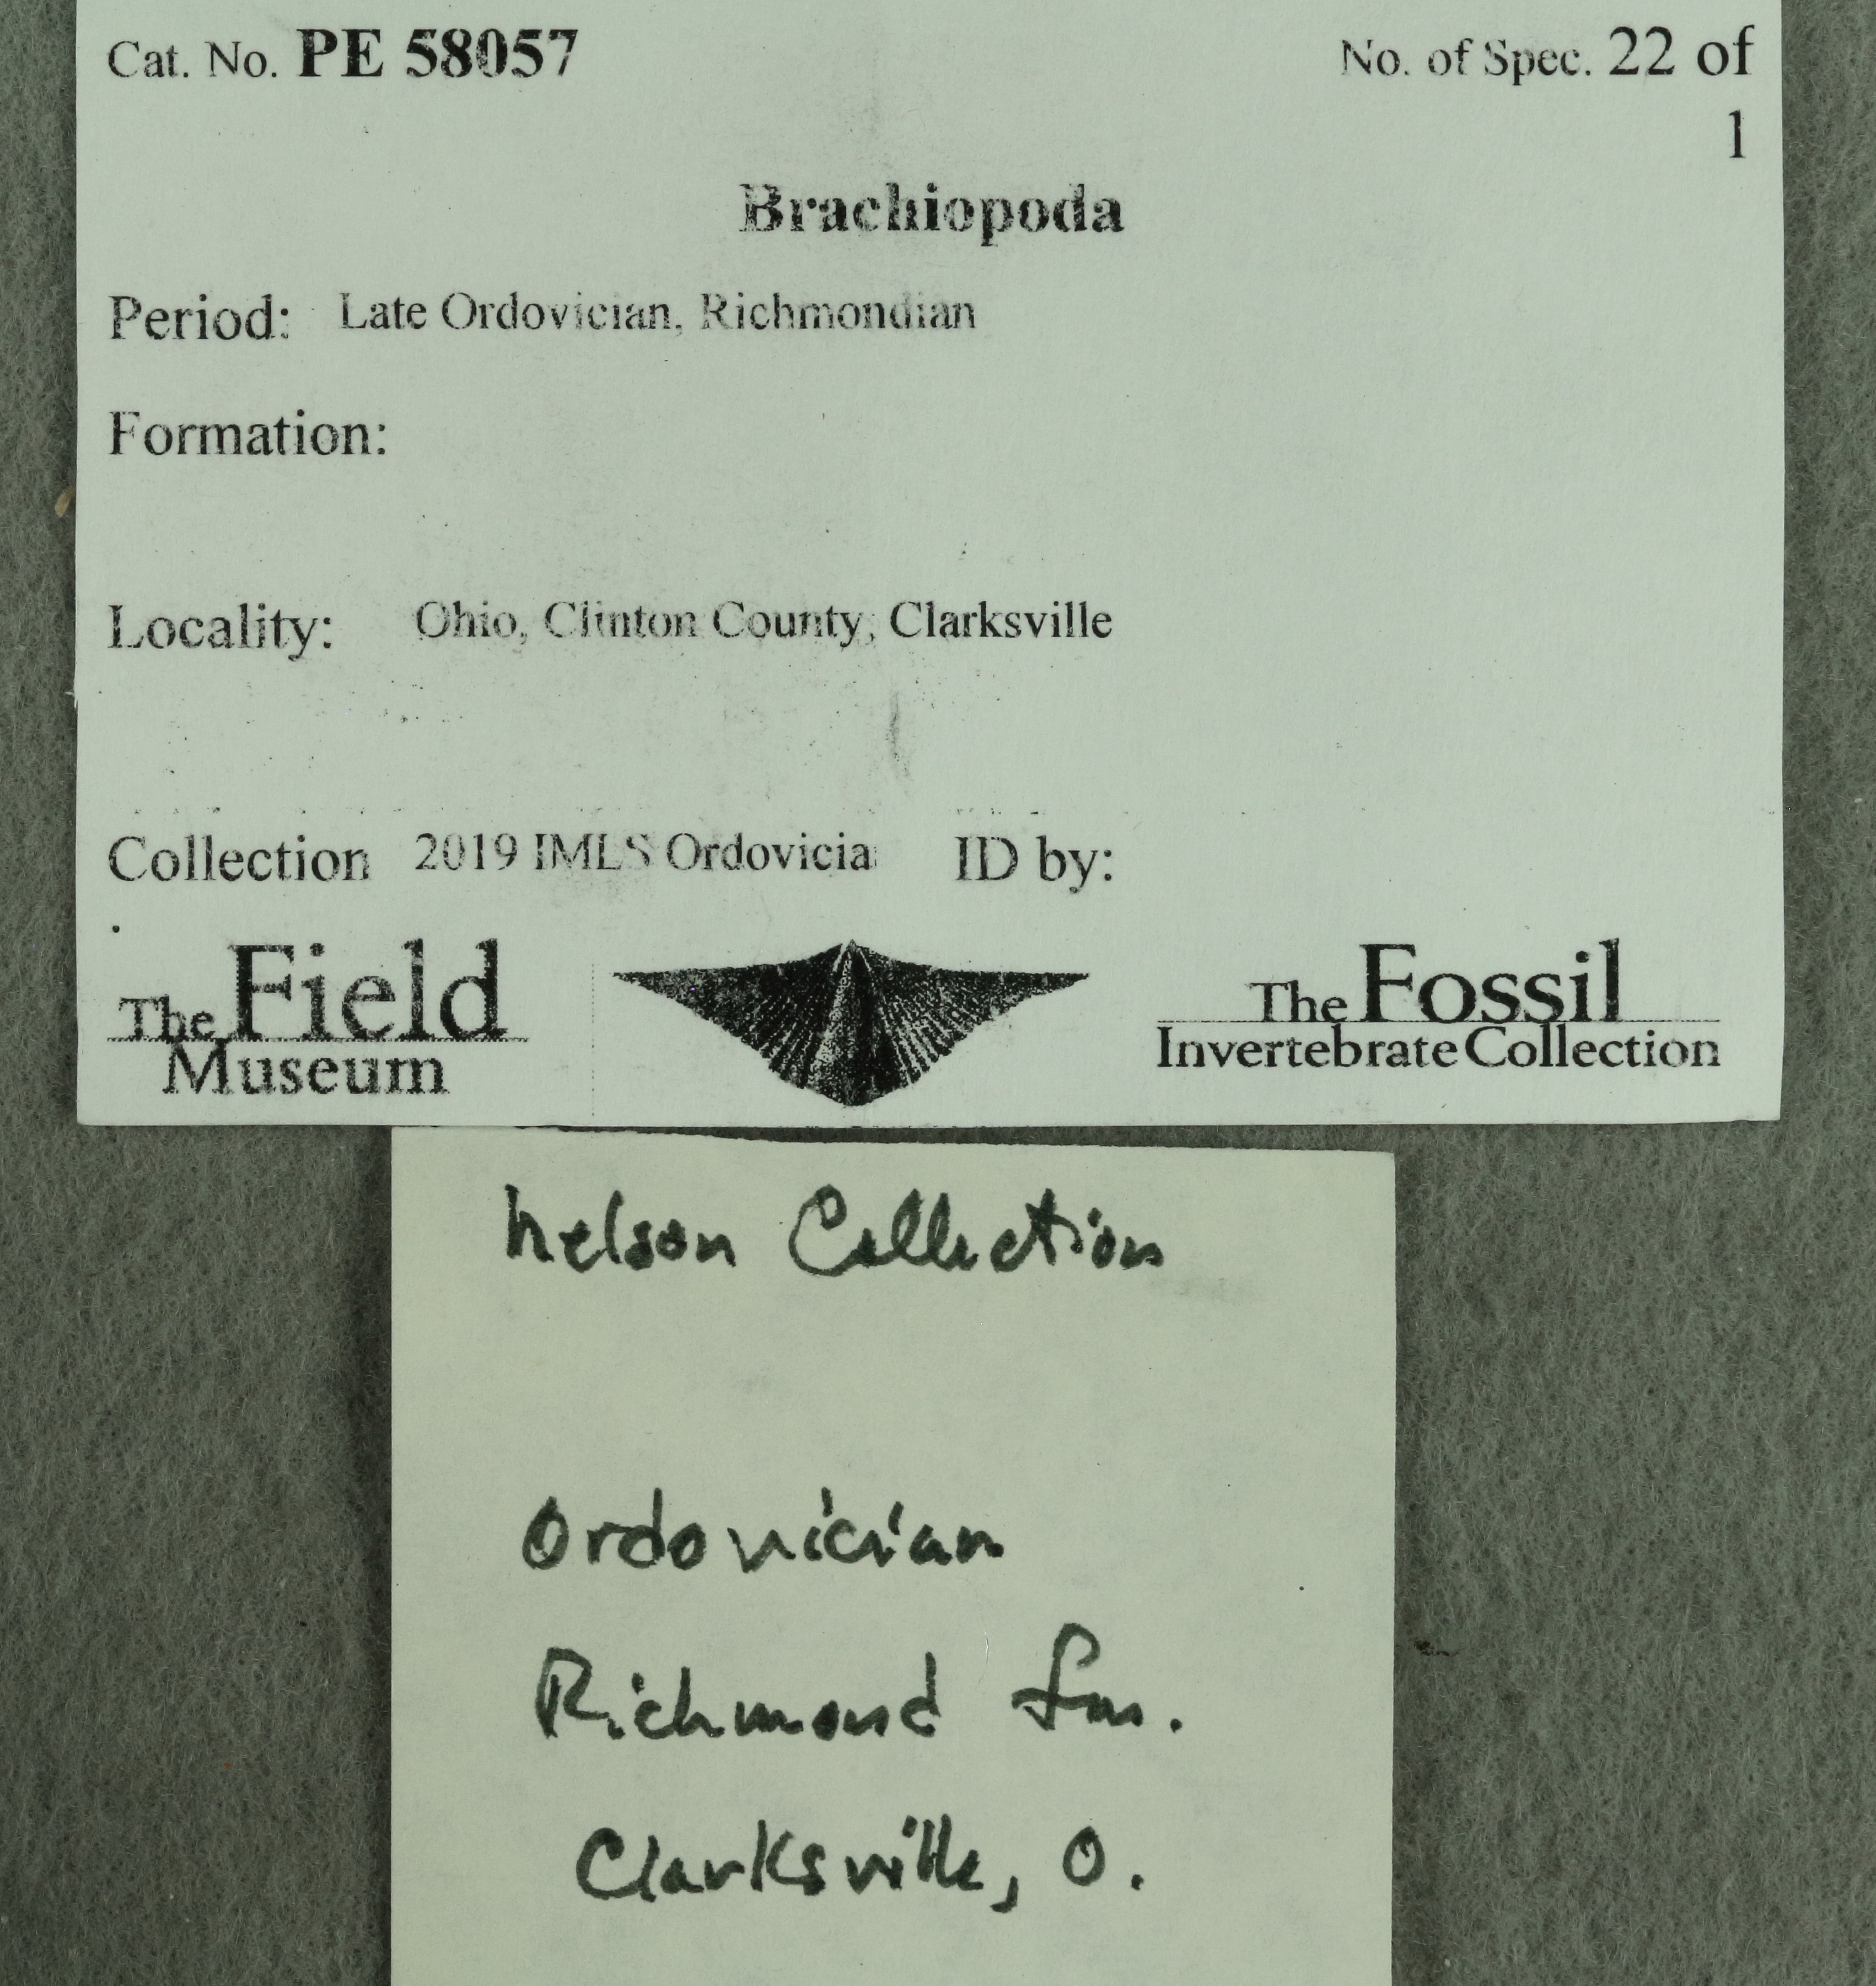 Cat. No. PE 58057 No. of Spec. 22 of
1
Brachiopoda
Period: Late Ordovician, Richmondian
Formation:
Locality: Ohio, Clinton County, Clarksville
Collection 2019 IMLS Ordovicia ID by:
The Field
Museum
The Fossil
Invertebrate Collection
Nelson Collection
Ordovician
Richmond fm.
Clarksville, O.